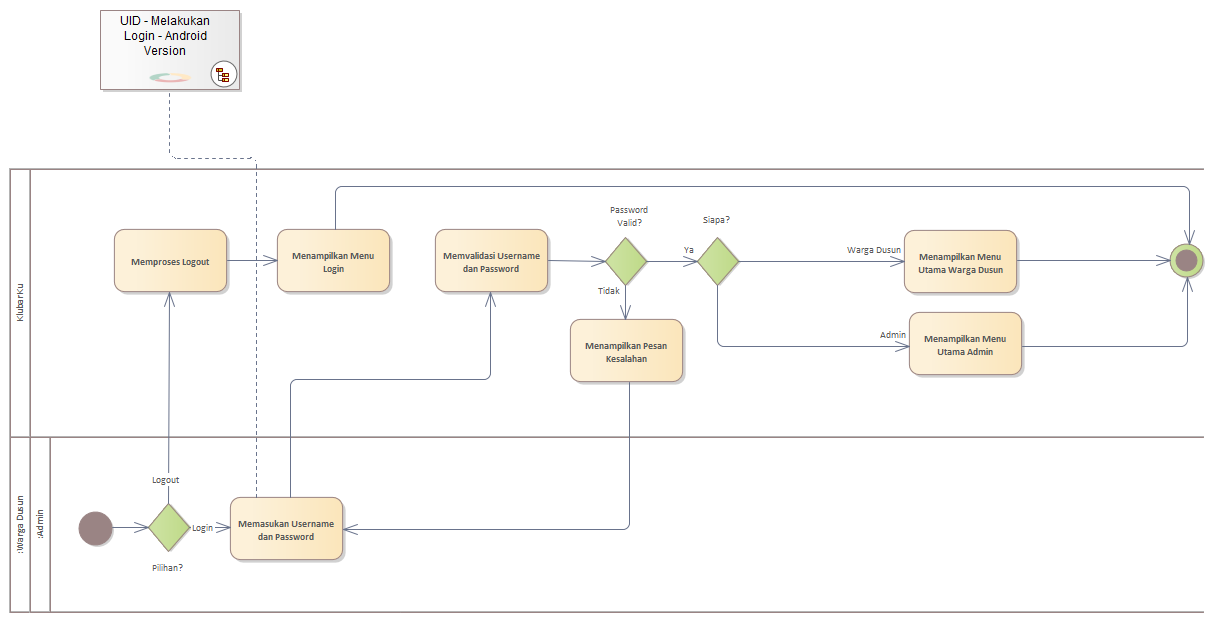 UID - Melakukan
Login - Android
Version
KlubarKu
Memproses Logout
Menampilkan Menu
Login
Memvalidasi Username
dan Password
Password
Valid?
Ya
Tidak
Siapa?
Warga Dusun
Menampilkan Menu
Utama Warga Dusun
Menampilkan Pesan
Kesalahan
Admin
Menampilkan Menu
Utama Admin
:Warga Dusun
:Admin
Logout
Pilihan?
Login
Memasukan Username
dan Password